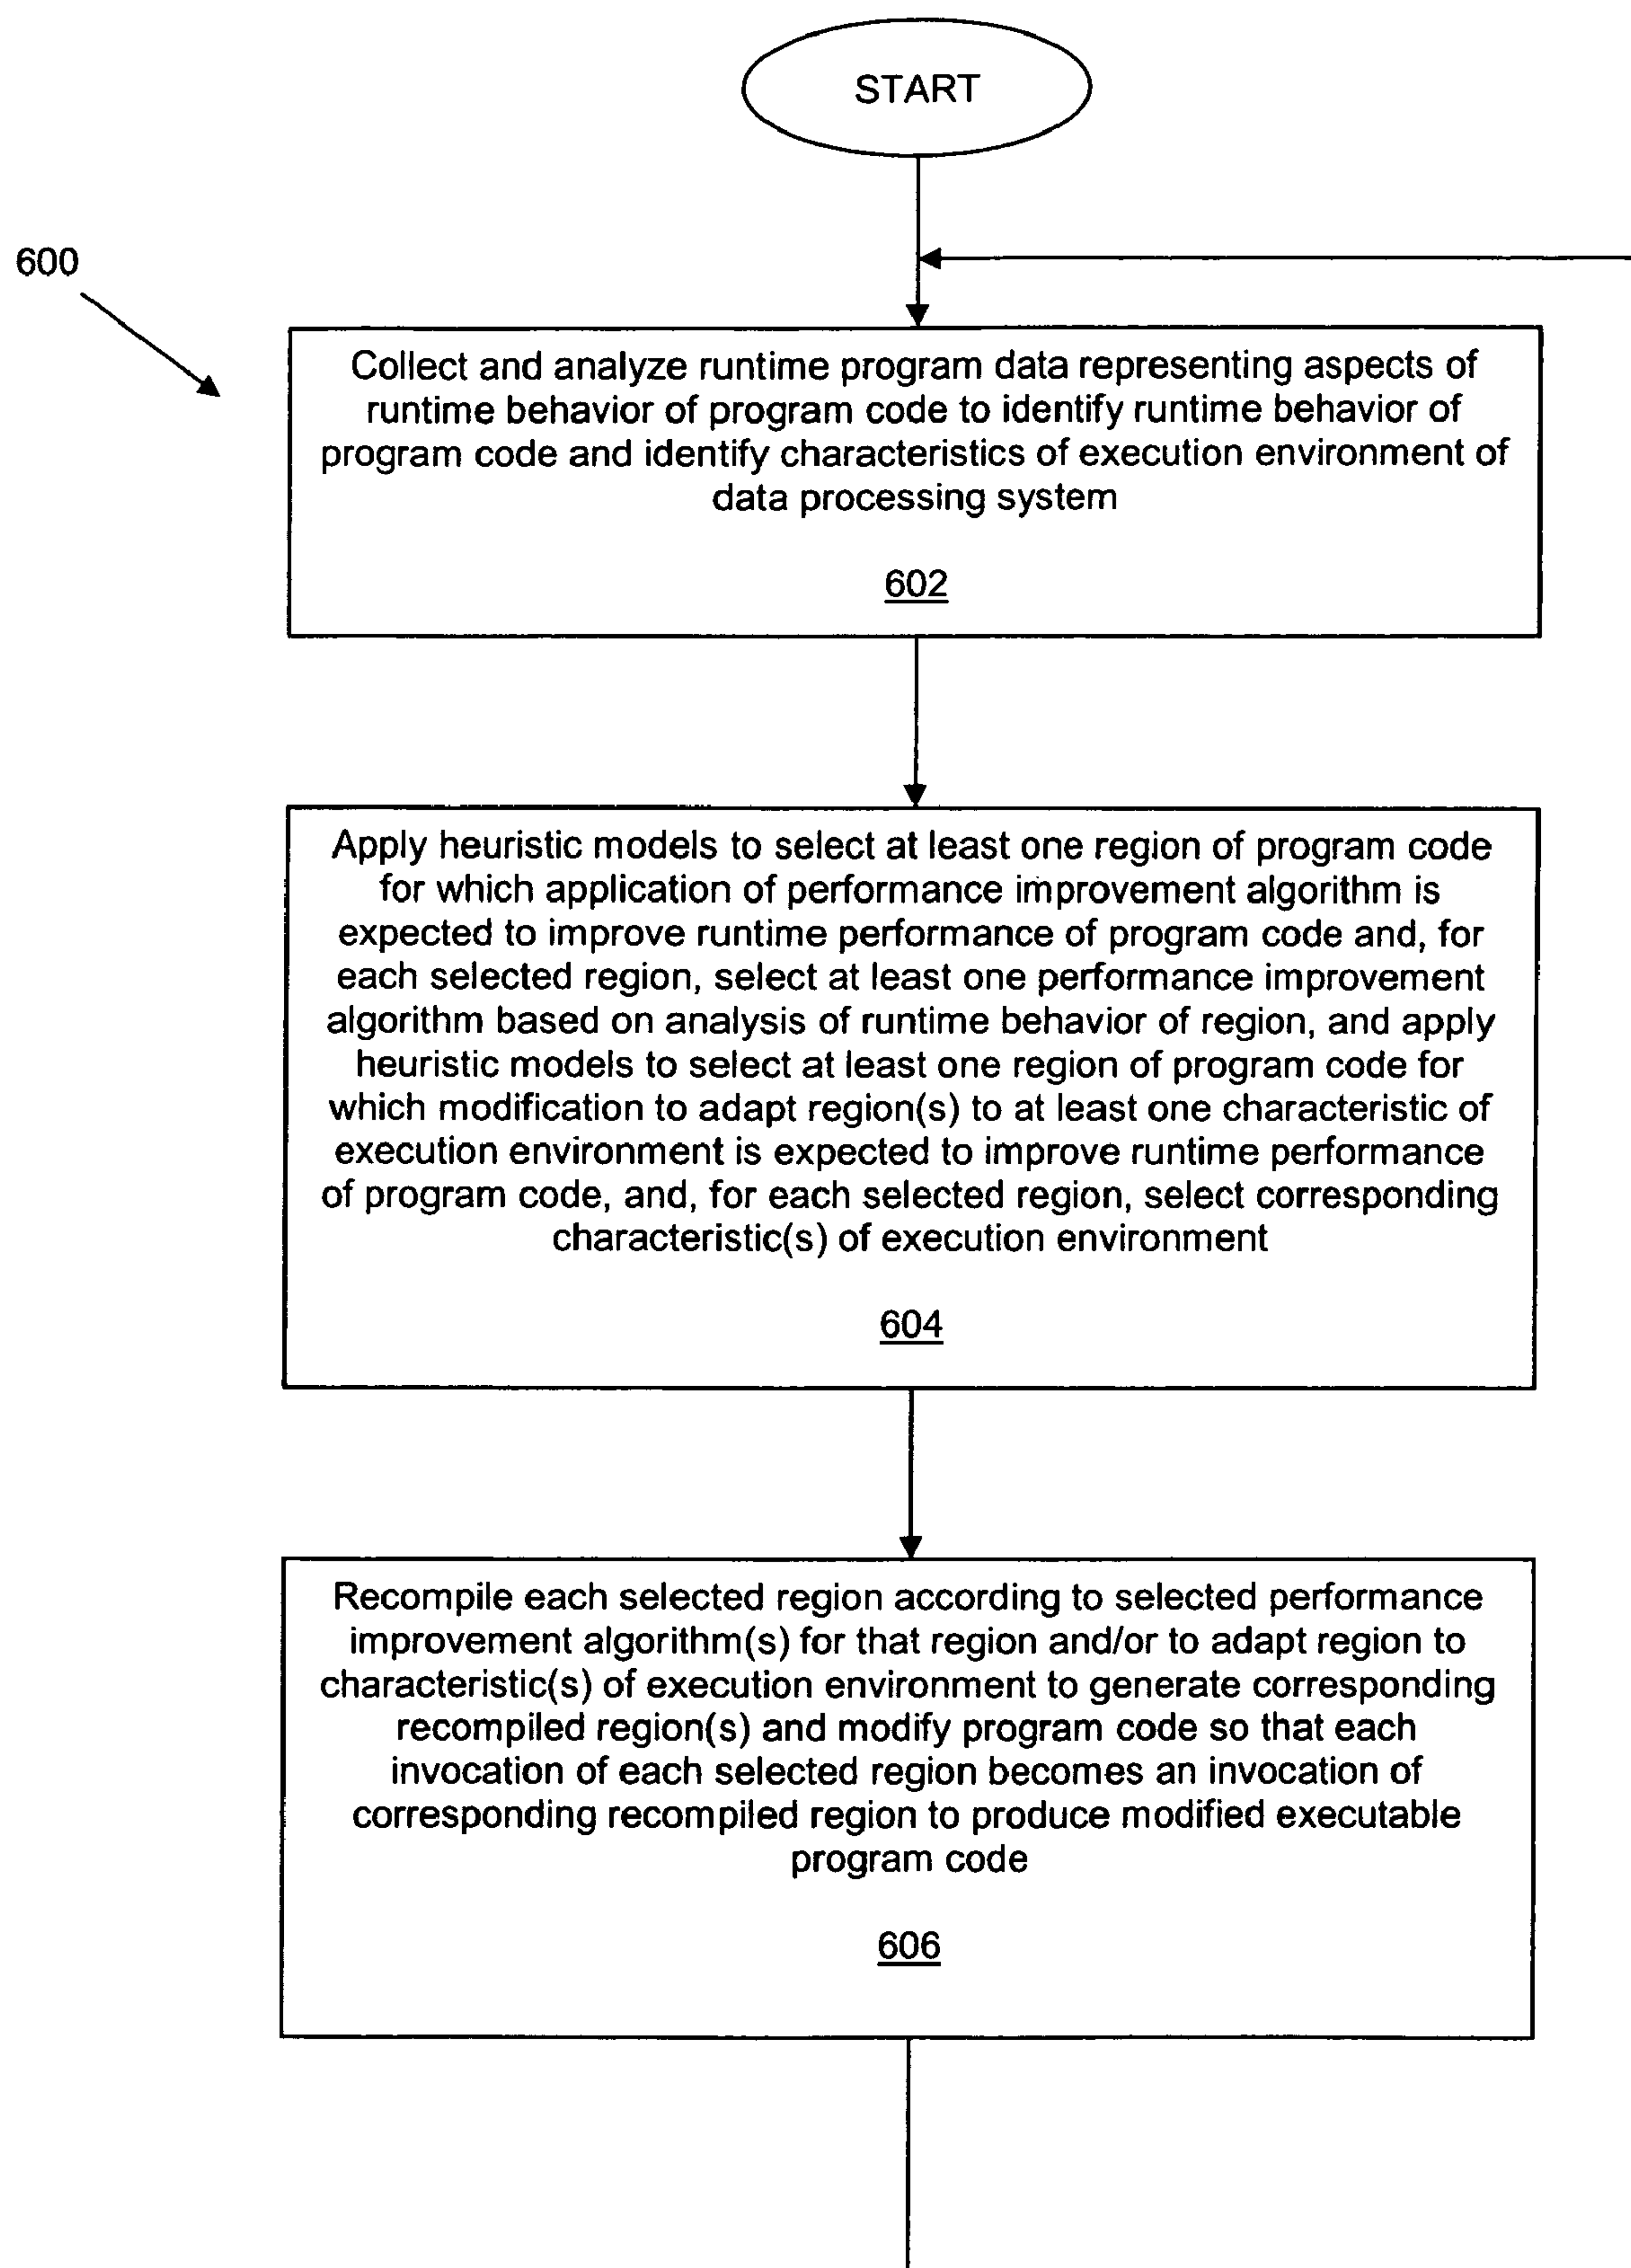 START
600
Collect and analyze runtime program data representing aspects of
runtime behavior of program code to identify runtime behavior of
program code and identify characteristics of execution environment of
data processing system
602
Apply heuristic models to select at least one region of program code
for which application of performance improvement algorithm is
expected to improve runtime performance of program code and, for
each selected region, select at least one performance improvement
algorithm based on analysis of runtime behavior of region, and apply
heuristic models to select at least one region of program code for
which modification to adapt region(s) to at least one characteristic of
execution environment is expected to improve runtime performance
of program code, and, for each selected region, select corresponding
characteristic(s) of execution environment
604
Recompile each selected region according to selected performance
improvement algorithm(s) for that region and/or to adapt region to
characteristic(s) of execution environment to generate corresponding
recompiled region(s) and modify program code so that each
invocation of each selected region becomes an invocation of
corresponding recompiled region to produce modified executable
program code
606